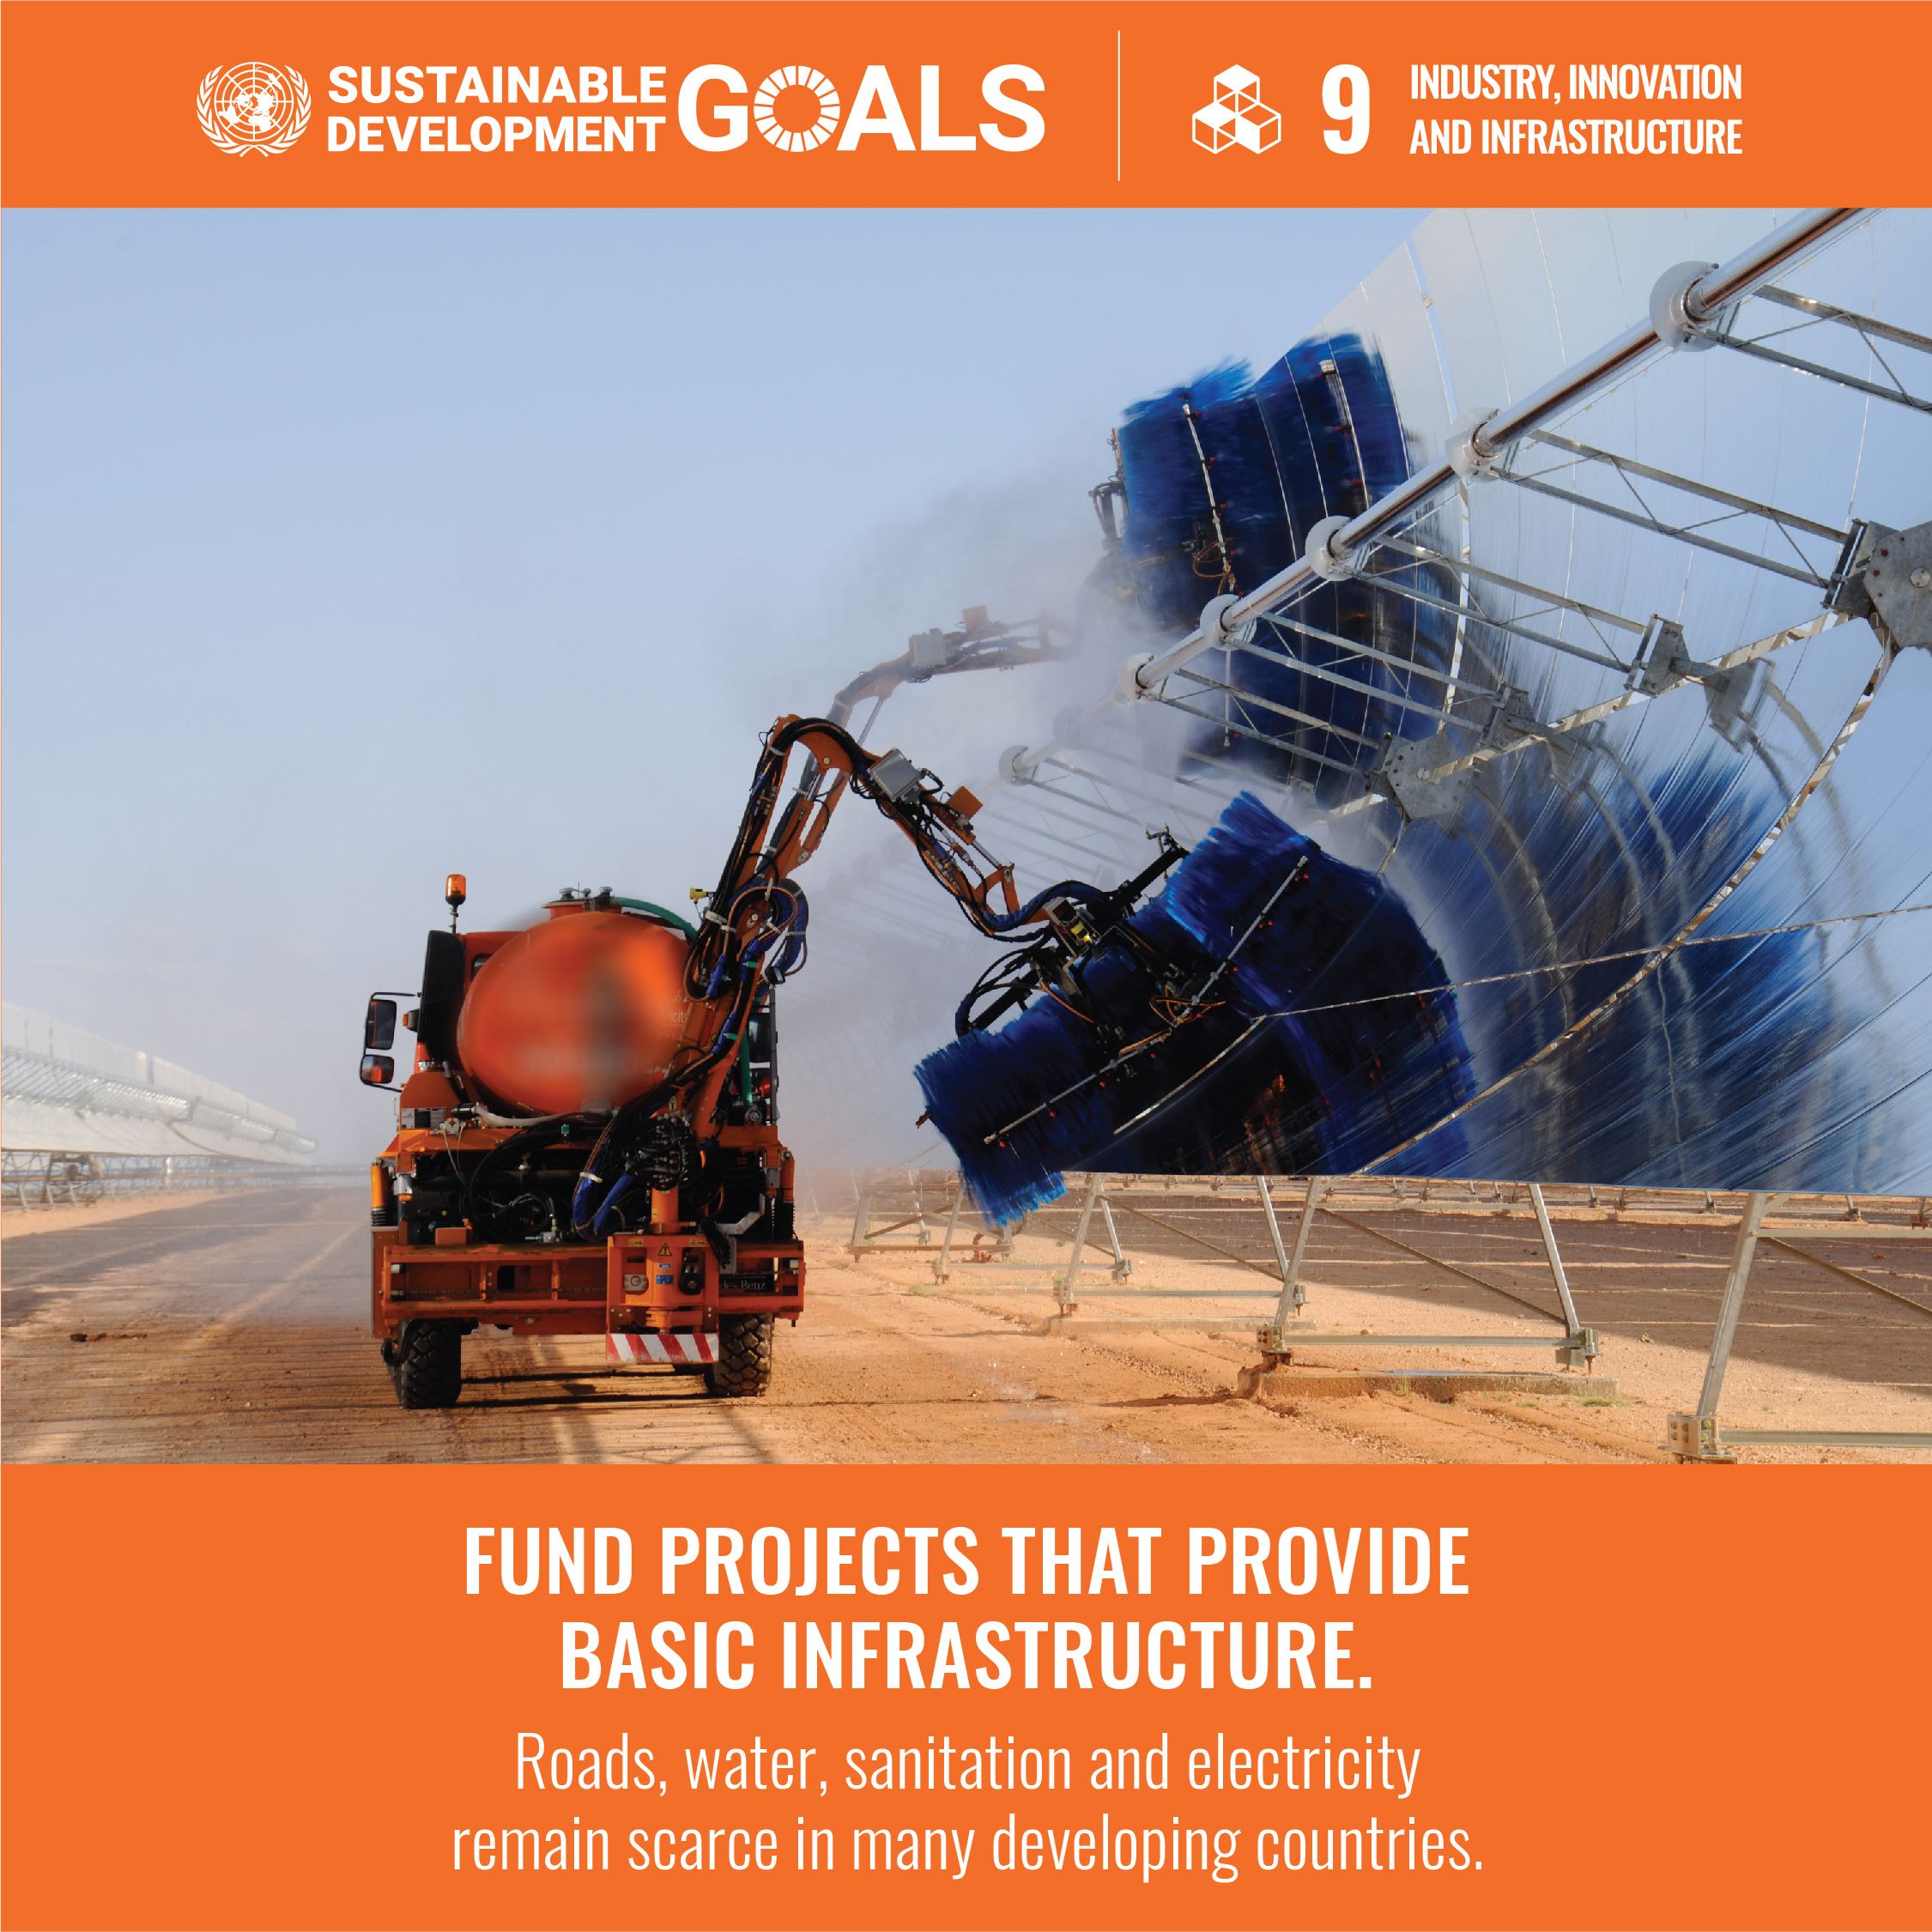 SUSTAINABLE
DEVELOPMENT
GOALS
9
INDUSTRY, INNOVATION
AND INFRASTRUCTURE
FUND PROJECTS THAT PROVIDE
BASIC INFRASTRUCTURE.
Roads, water, sanitation and electricity
remain scarce in many developing countries.